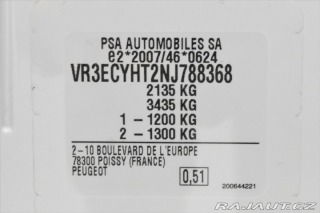 PSA AUTOMOBILES SA
e2*2007/46*0624
VR3ECYHT2NJ788368
2135 KG
3435 KG
1 - 1200 KG
2 - 1300 KG
2 - 10 BOULEVARD DE L'EUROPE
78300 POISSY (FRANCE)
PEUGEOT
0,51
200644221
RAJAUT.CZ